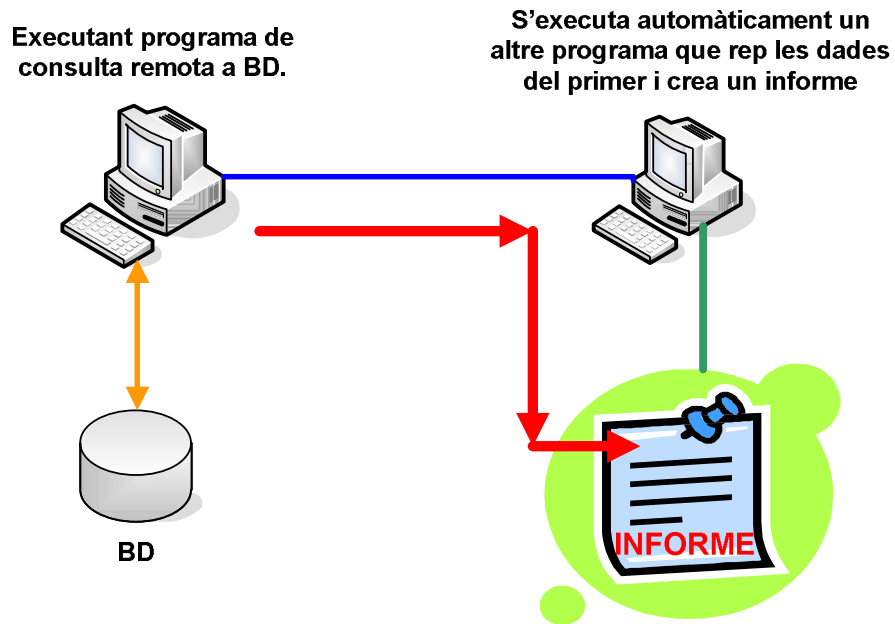 Executant programa de
consulta remota a BD.
S'executa automàticament un
altre programa que rep les dades
del primer i crea un informe
BD
INFORME